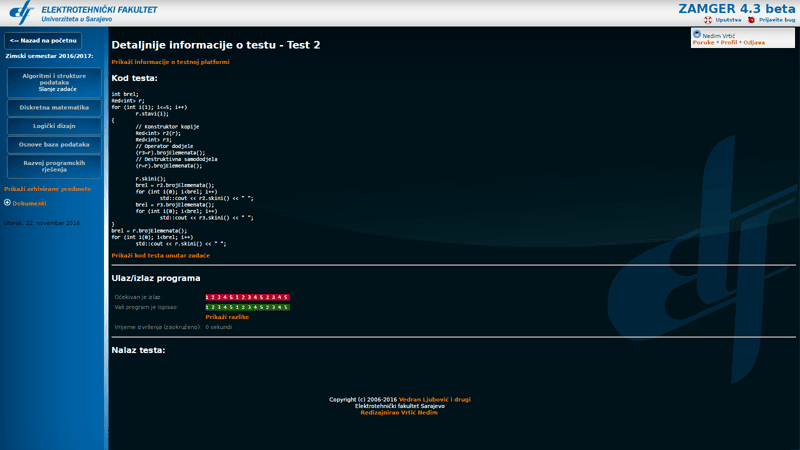 ELEKTROTEHNIČKI FAKULTET
Univerziteta u Sarajevu
ZAMGER 4.3 beta
Uputstva
Prijavite bug
Nedim Vrtić
Poruke * Profil * Odjava
<-- Nazad na početnu
Zimski semestar 2016/2017:
Algoritmi i strukture
podataka
Slanje zadaće
Diskretna matematika
Logički dizajn
Osnove baza podataka
Razvoj programskih
rješenja
Prikaži arhivirane predmete
Dokumenti
Utorak, 22. novembar 2016
Detaljnije informacije o testu - Test 2
Prikaži informacije o testnoj platformi
Kod testa:
int brel;
Red<int> r;
for (int i(1); i<=5; i++)
r.stavi(i);
{
// Konstruktor kopije
Red<int> r2(r);
Red<int> r3;
// Operator dodjele
(r3=r).brojElemenata();
// Destruktivna samododjela
(r=r).brojElemenata();
r.skini();
brel = r2.brojElemenata();
for (int i(0); i<brel; i++)
std::cout << r2.skini() << " ";
brel = r3.brojElemenata();
for (int i(0); i<brel; i++)
std::cout << r3.skini() << " ";
}
brel = r.brojElemenata();
for (int i(0); i<brel; i++)
std::cout << r.skini() << " ";
Prikaži kod testa unutar zadaće
Ulaz/izlaz programa
Očekivan je izlaz:
1 2 3 4 5 1 2 3 4 5 2 3 4 5
Vaš program je ispisao:
1 2 3 4 5 1 2 3 4 5 2 3 4 5
Prikaži razlike
Vrijeme izvršenja (zaokruženo):
0 sekundi
Nalaz testa:
Copyright (c) 2006-2016 Vedran Ljubović i drugi
Elektrotehnički fakultet Sarajevo
Redizajnirao Vrtić Nedim